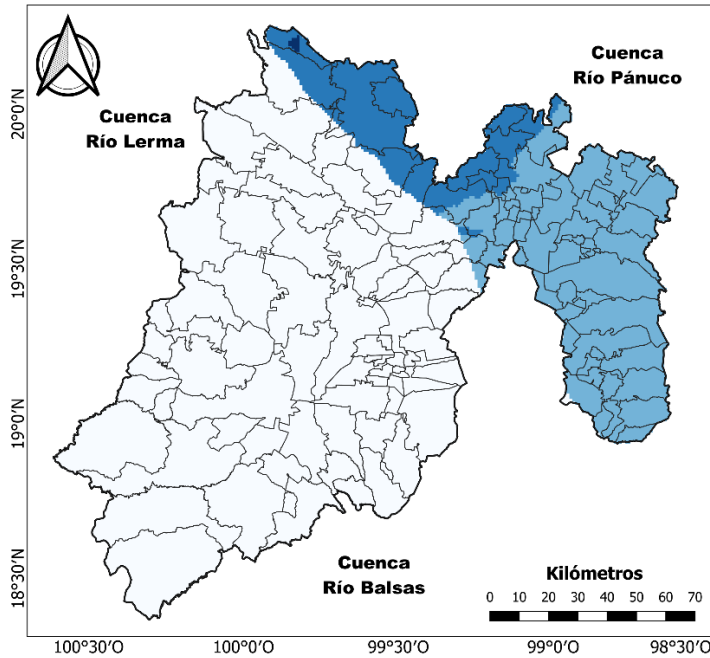 Cuenca
Río Pánuco
Cuenca
Río Lerma
Cuenca
Río Balsas
Kilómetros
0 10 20 30 40 50 60 70
20°0'N
19°30'N
19°0'N
18°30'N
100°30'O 100°0'O 99°30'O 99°0'O 98°30'O